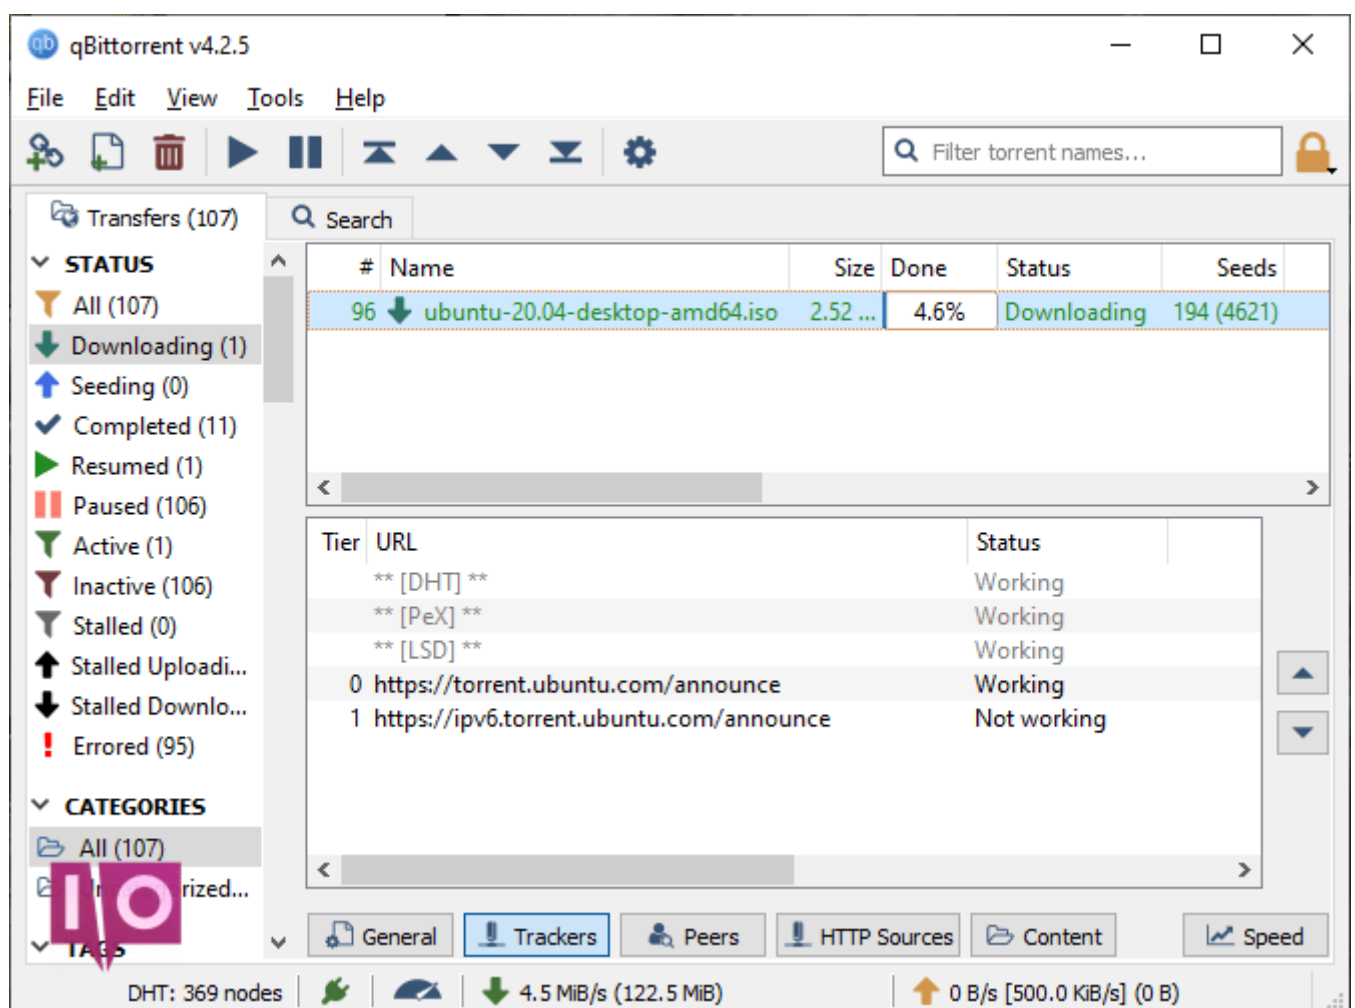 qb qBittorrent v4.2.5
File Edit View Tools Help
Filter torrent names...
Transfers (107) Search
STATUS
All (107)
Downloading (1)
Seeding (0)
Completed (11)
Resumed (1)
Paused (106)
Active (1)
Inactive (106)
Stalled (0)
Stalled Uploadi...
Stalled Downlo...
Errored (95)
CATEGORIES
All (107)
rized...
TAGS
# Name Size Done Status Seeds
96 ubuntu-20.04-desktop-amd64.iso 2.52 ... 4.6% Downloading 194 (4621)
Tier URL Status
** [DHT] ** Working
** [PeX] ** Working
** [LSD] ** Working
0 https://torrent.ubuntu.com/announce Working
1 https://ipv6.torrent.ubuntu.com/announce Not working
General Trackers Peers HTTP Sources Content Speed
DHT: 369 nodes 4.5 MiB/s (122.5 MiB) 0 B/s [500.0 KiB/s] (0 B)
I\O